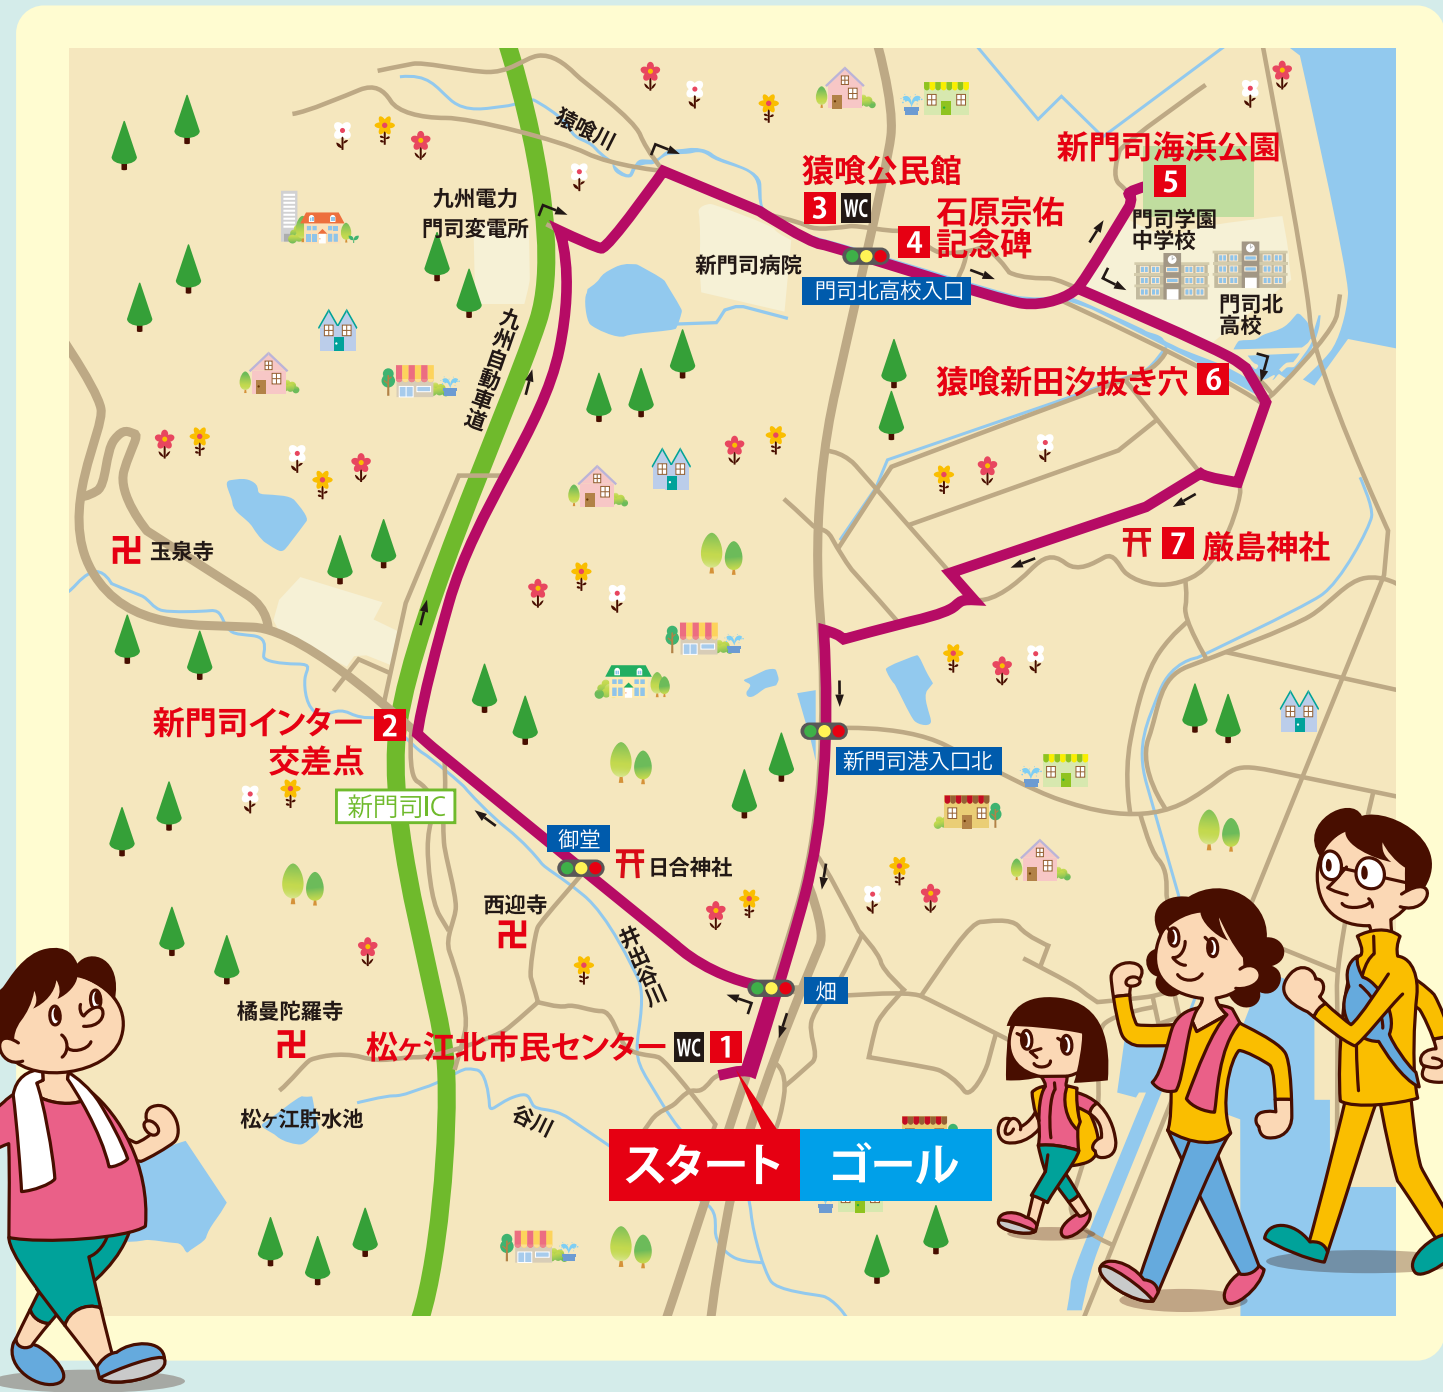 猿喰川
新門司海浜公園
5
猿喰公民館
3 WC
九州電力
門司変電所
石原宗佑
4 記念碑
門司学園
中学校
新門司病院
門司北高校入口
門司北
高校
九州自動車道
猿喰新田汐抜き穴 6
玉泉寺
7 厳島神社
新門司インター 2
交差点
新門司港入口北
新門司IC
御堂
日合神社
西迎寺
井出谷川
畑
橘曼陀羅寺
松ヶ江北市民センター WC 1
松ヶ江貯水池
谷川
スタート ゴール